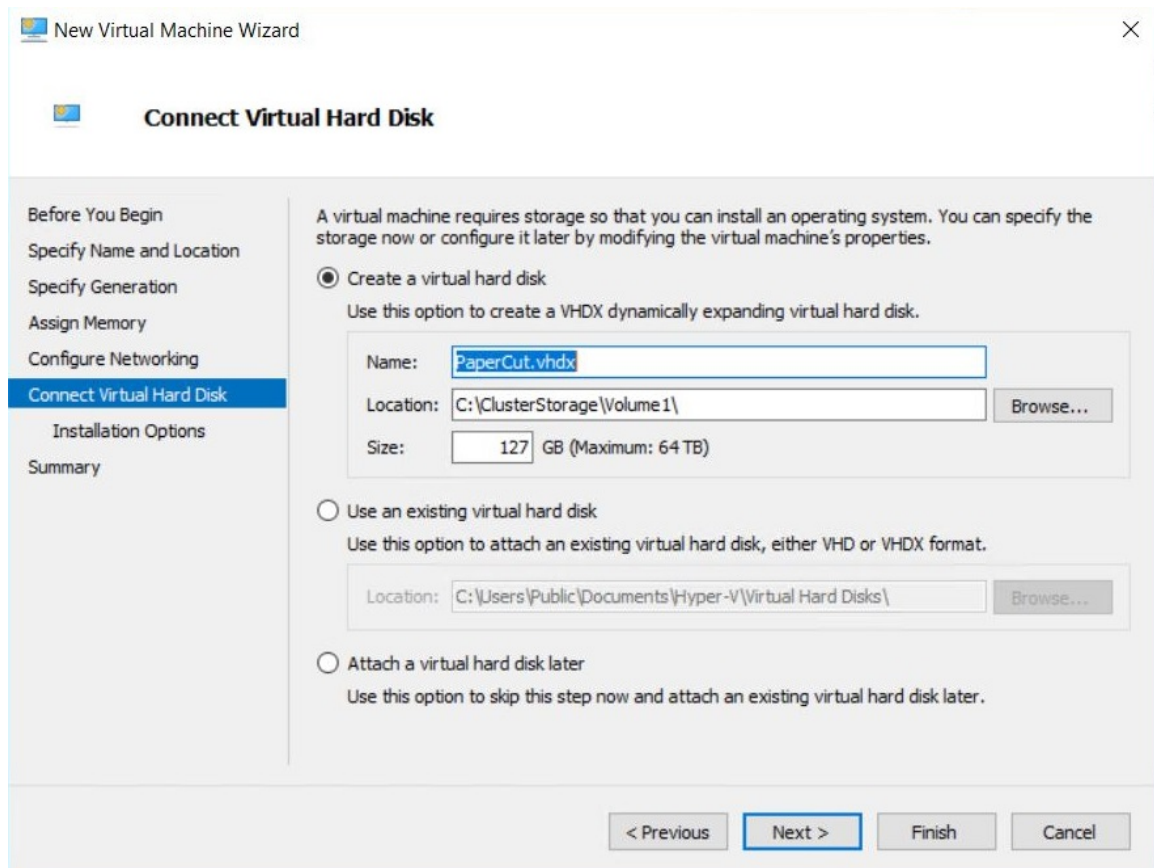 New Virtual Machine Wizard
Connect Virtual Hard Disk
Before You Begin
Specify Name and Location
Specify Generation
Assign Memory
Configure Networking
Connect Virtual Hard Disk
Installation Options
Summary
A virtual machine requires storage so that you can install an operating system. You can specify the
storage now or configure it later by modifying the virtual machine's properties.
Create a virtual hard disk
Use this option to create a VHDX dynamically expanding virtual hard disk.
Name: PaperCut.vhdx
Location: C:\ClusterStorage\Volume1\ Browse...
Size: 127 GB (Maximum: 64 TB)
Use an existing virtual hard disk
Use this option to attach an existing virtual hard disk, either VHD or VHDX format.
Location: C:\Users\Public\Documents\Hyper-V\Virtual Hard Disks\ Browse...
Attach a virtual hard disk later
Use this option to skip this step now and attach an existing virtual hard disk later.
< Previous Next > Finish Cancel